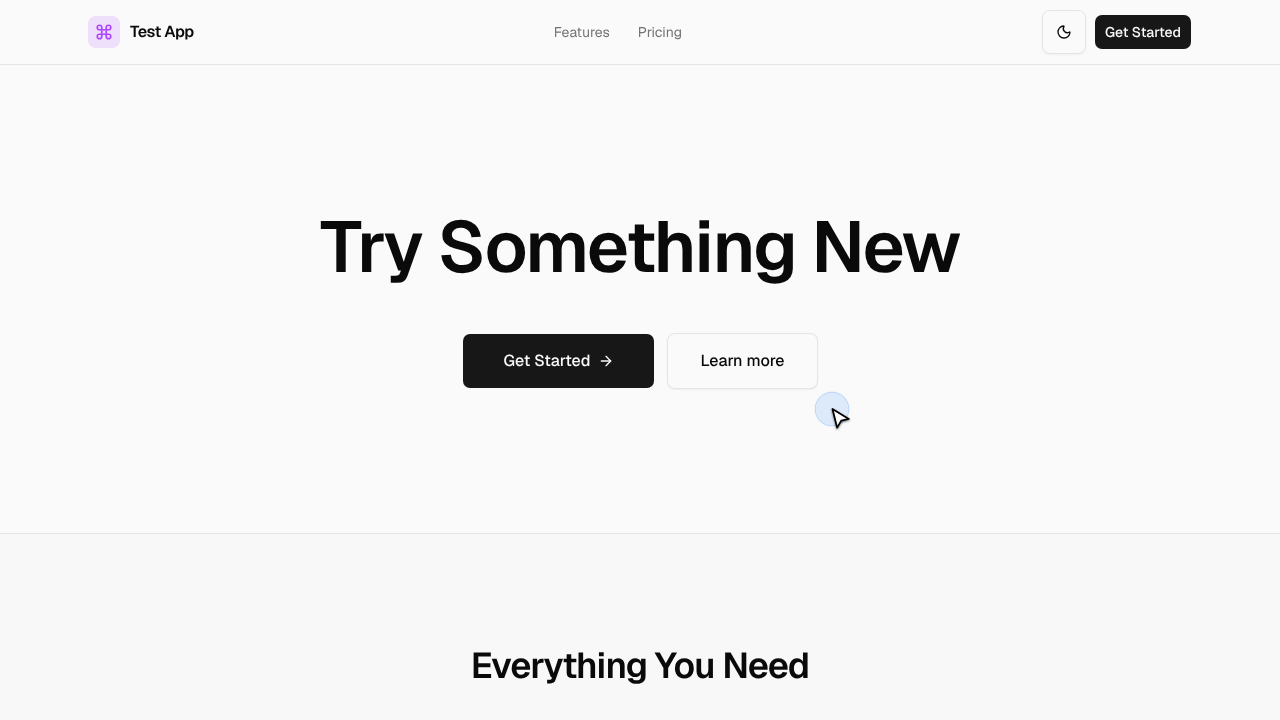 Test App
Features
Pricing
Get Started
Try Something New
Get Started
Learn more
Everything You Need